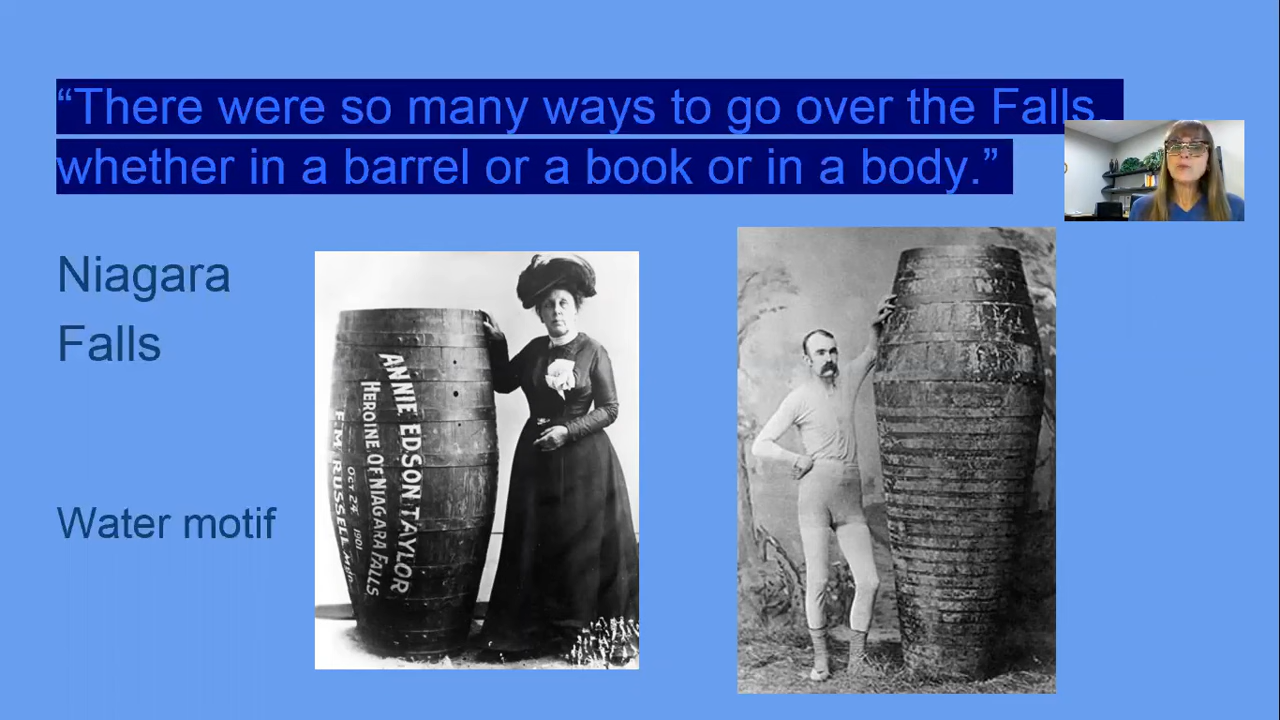 “There were so many ways to go over the Falls,
whether in a barrel or a book or in a body.”
Niagara
Falls
Water motif
ANNIE EDSON TAYLOR
HEROINE OF NIAGARA FALLS
OCT 24 1901
F.M. RUSSELL